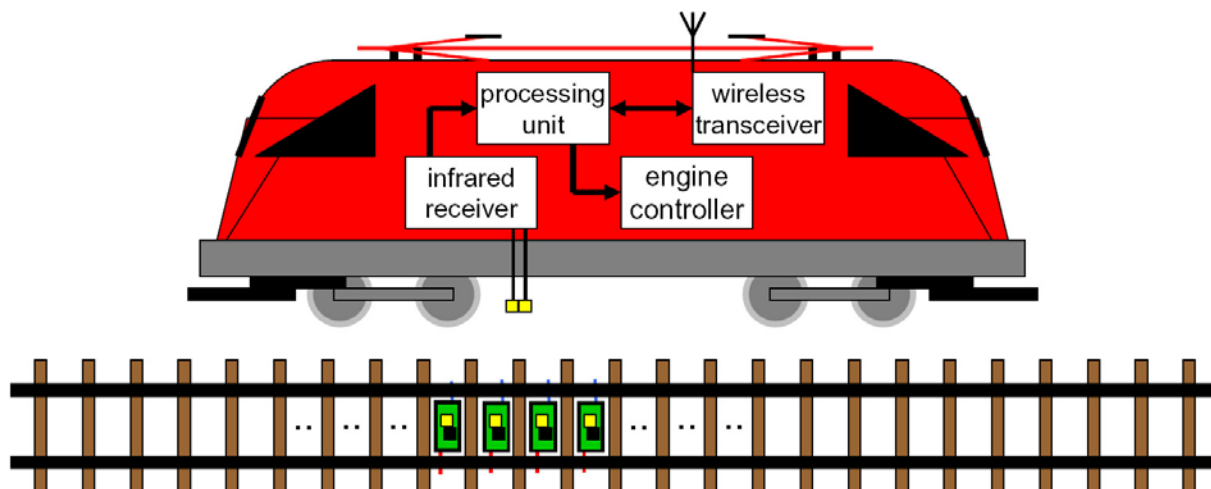 processing
unit
wireless
transceiver
infrared
receiver
engine
controller